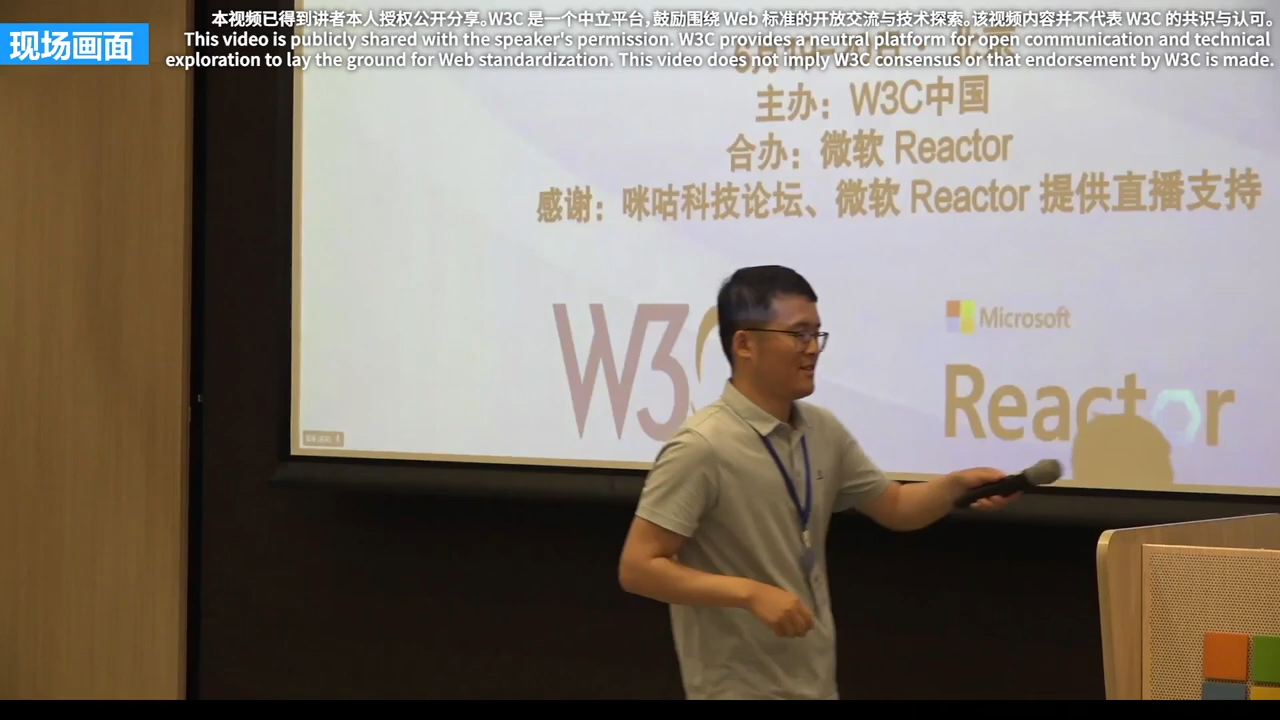 本视频已得到讲者本人授权公开分享。W3C 是一个中立平台，鼓励围绕 Web 标准的开放交流与技术探索。该视频内容并不代表 W3C 的共识与认可。
This video is publicly shared with the speaker's permission. W3C provides a neutral platform for open communication and technical
exploration to lay the ground for Web standardization. This video does not imply W3C consensus or that endorsement by W3C is made.
现场画面
主办：W3C中国
合办：微软 Reactor
感谢：咪咕科技论坛、微软 Reactor 提供直播支持
W3
Microsoft
Reactor